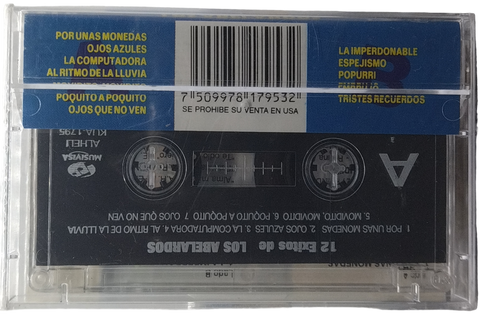 POR UNAS MONEDAS
OJOS AZULES
LA COMPUTADORA
AL RITMO DE LA LLUVIA
POQUITO A POQUITO
OJOS QUE NO VEN
7 509978 179532
SE PROHIBE SU VENTA EN USA
LA IMPERDONABLE
ESPEJISMO
POPURRI
EMBRUJO
TRISTES RECUERDOS
A
MUSIVISA
ALHELI
12 Exitos de LOS ABELARDOS
1. POR UNAS MONEDAS 2. OJOS AZULES 3. LA COMPUTADORA 4. AL RITMO DE LA LLUVIA
5. MOVIDITO, MOVIDITO 6. POQUITO A POQUITO 7. OJOS QUE NO VEN